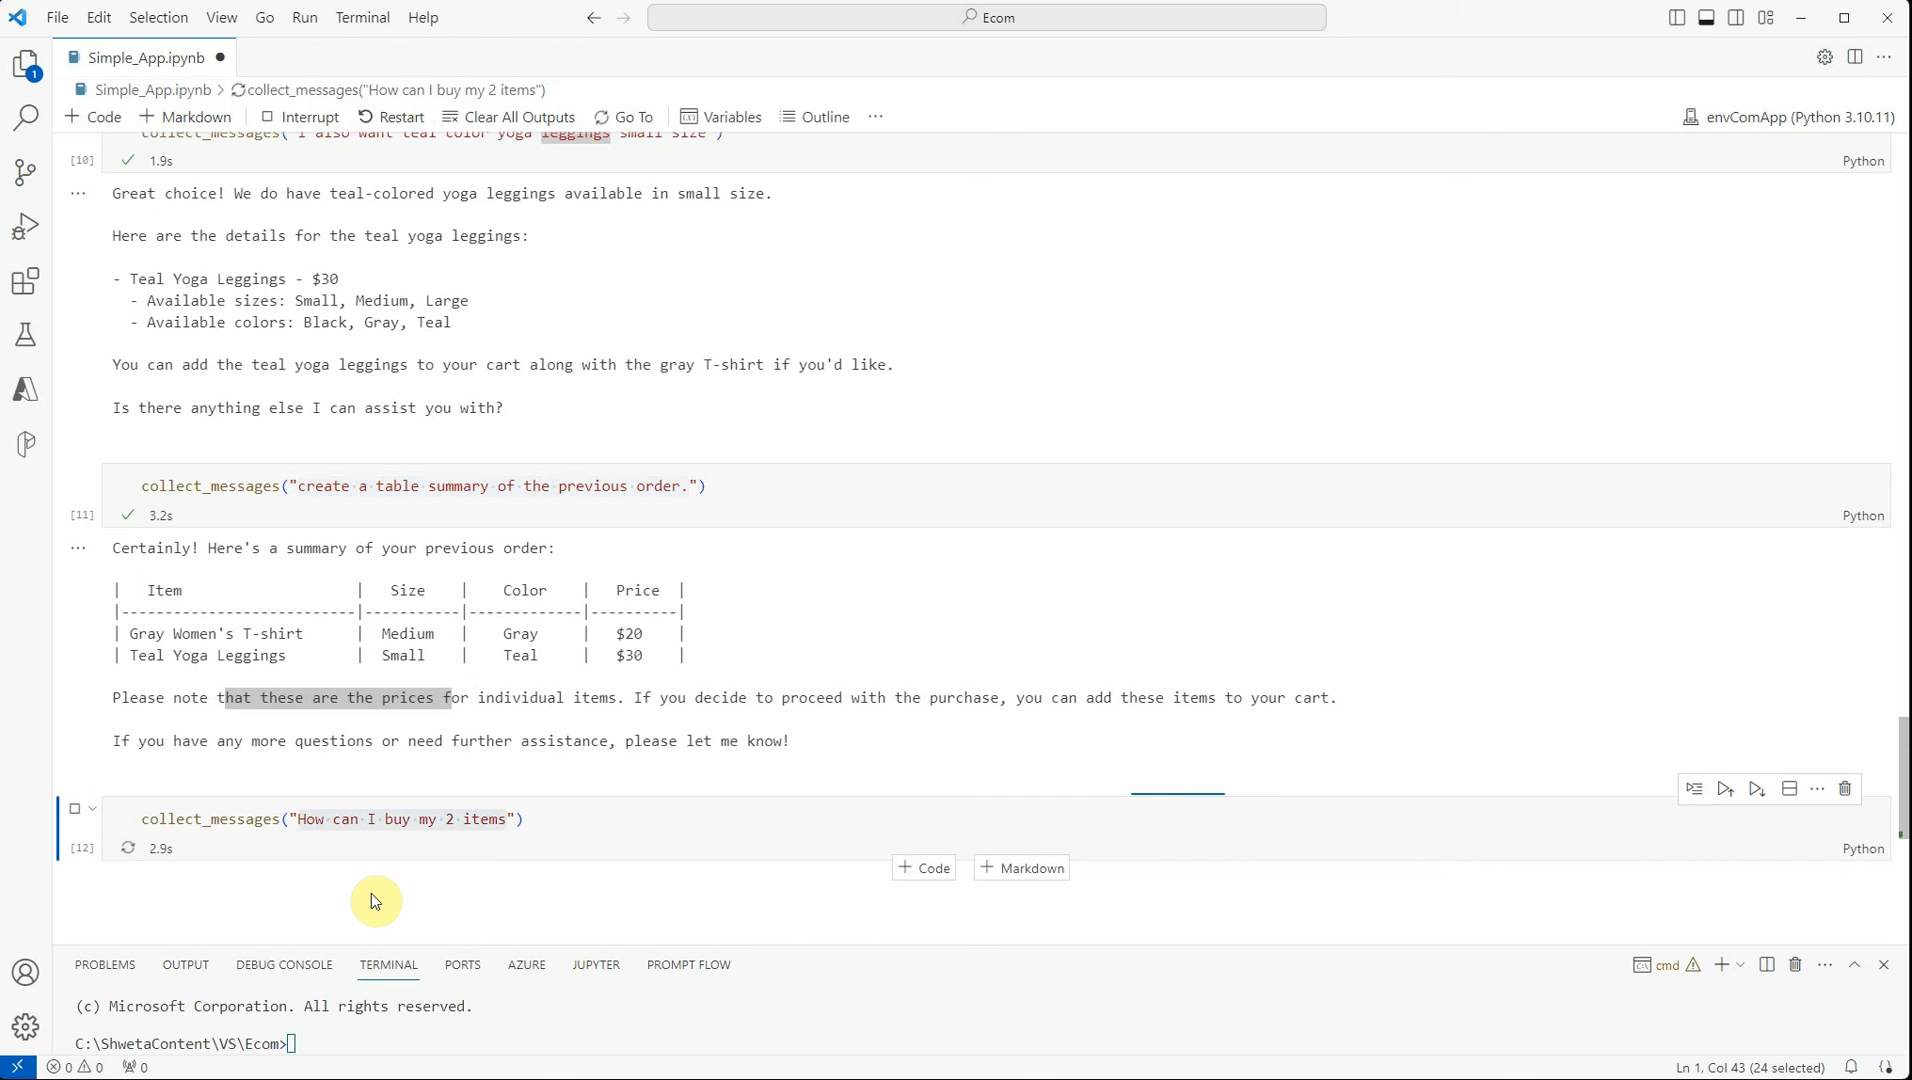 File Edit Selection View Go Run Terminal Help
Ecom
Simple_App.ipynb
1
Simple_App.ipynb > collect_messages("How can I buy my 2 items")
+ Code + Markdown Interrupt Restart Clear All Outputs Go To Variables Outline ...
envComApp (Python 3.10.11)
collect_messages("I also want teal color yoga leggings small size")
[10] ✓ 1.9s
Python
... Great choice! We do have teal-colored yoga leggings available in small size.
Here are the details for the teal yoga leggings:
- Teal Yoga Leggings - $30
- Available sizes: Small, Medium, Large
- Available colors: Black, Gray, Teal
You can add the teal yoga leggings to your cart along with the gray T-shirt if you'd like.
Is there anything else I can assist you with?
collect_messages("create a table summary of the previous order.")
[11] ✓ 3.2s
Python
... Certainly! Here's a summary of your previous order:
| Item | Size | Color | Price |
|---------------------------|-----------|-------------|----------|
| Gray Women's T-shirt | Medium | Gray | $20 |
| Teal Yoga Leggings | Small | Teal | $30 |
Please note that these are the prices for individual items. If you decide to proceed with the purchase, you can add these items to your cart.
If you have any more questions or need further assistance, please let me know!
collect_messages("How can I buy my 2 items")
[12] 2.9s
Python
+ Code + Markdown
PROBLEMS OUTPUT DEBUG CONSOLE TERMINAL PORTS AZURE JUPYTER PROMPT FLOW
cmd
(c) Microsoft Corporation. All rights reserved.
C:\ShwetaContent\VS\Ecom>
0 0 0
Ln 1, Col 43 (24 selected)